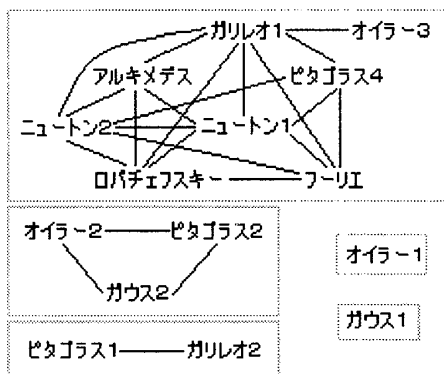 ガリレオ1 オイラー3
アルキメデス ピタゴラス4
ニュートン2 ニュートン1
ロバチェフスキー フーリエ
オイラー2 ピタゴラス2
オイラー1
ガウス2
ガウス1
ピタゴラス1 ガリレオ2